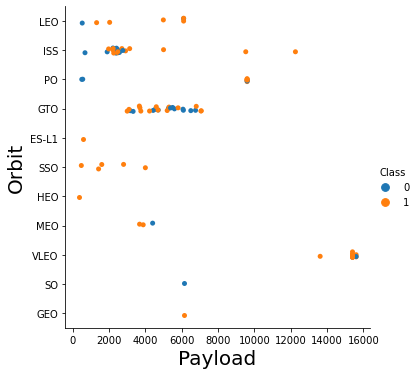 LEO
ISS
PO
GTO
ES-L1
SSO
HEO
MEO
VLEO
SO
GEO
Orbit
0 2000 4000 6000 8000 10000 12000 14000 16000
Payload
Class
0
1